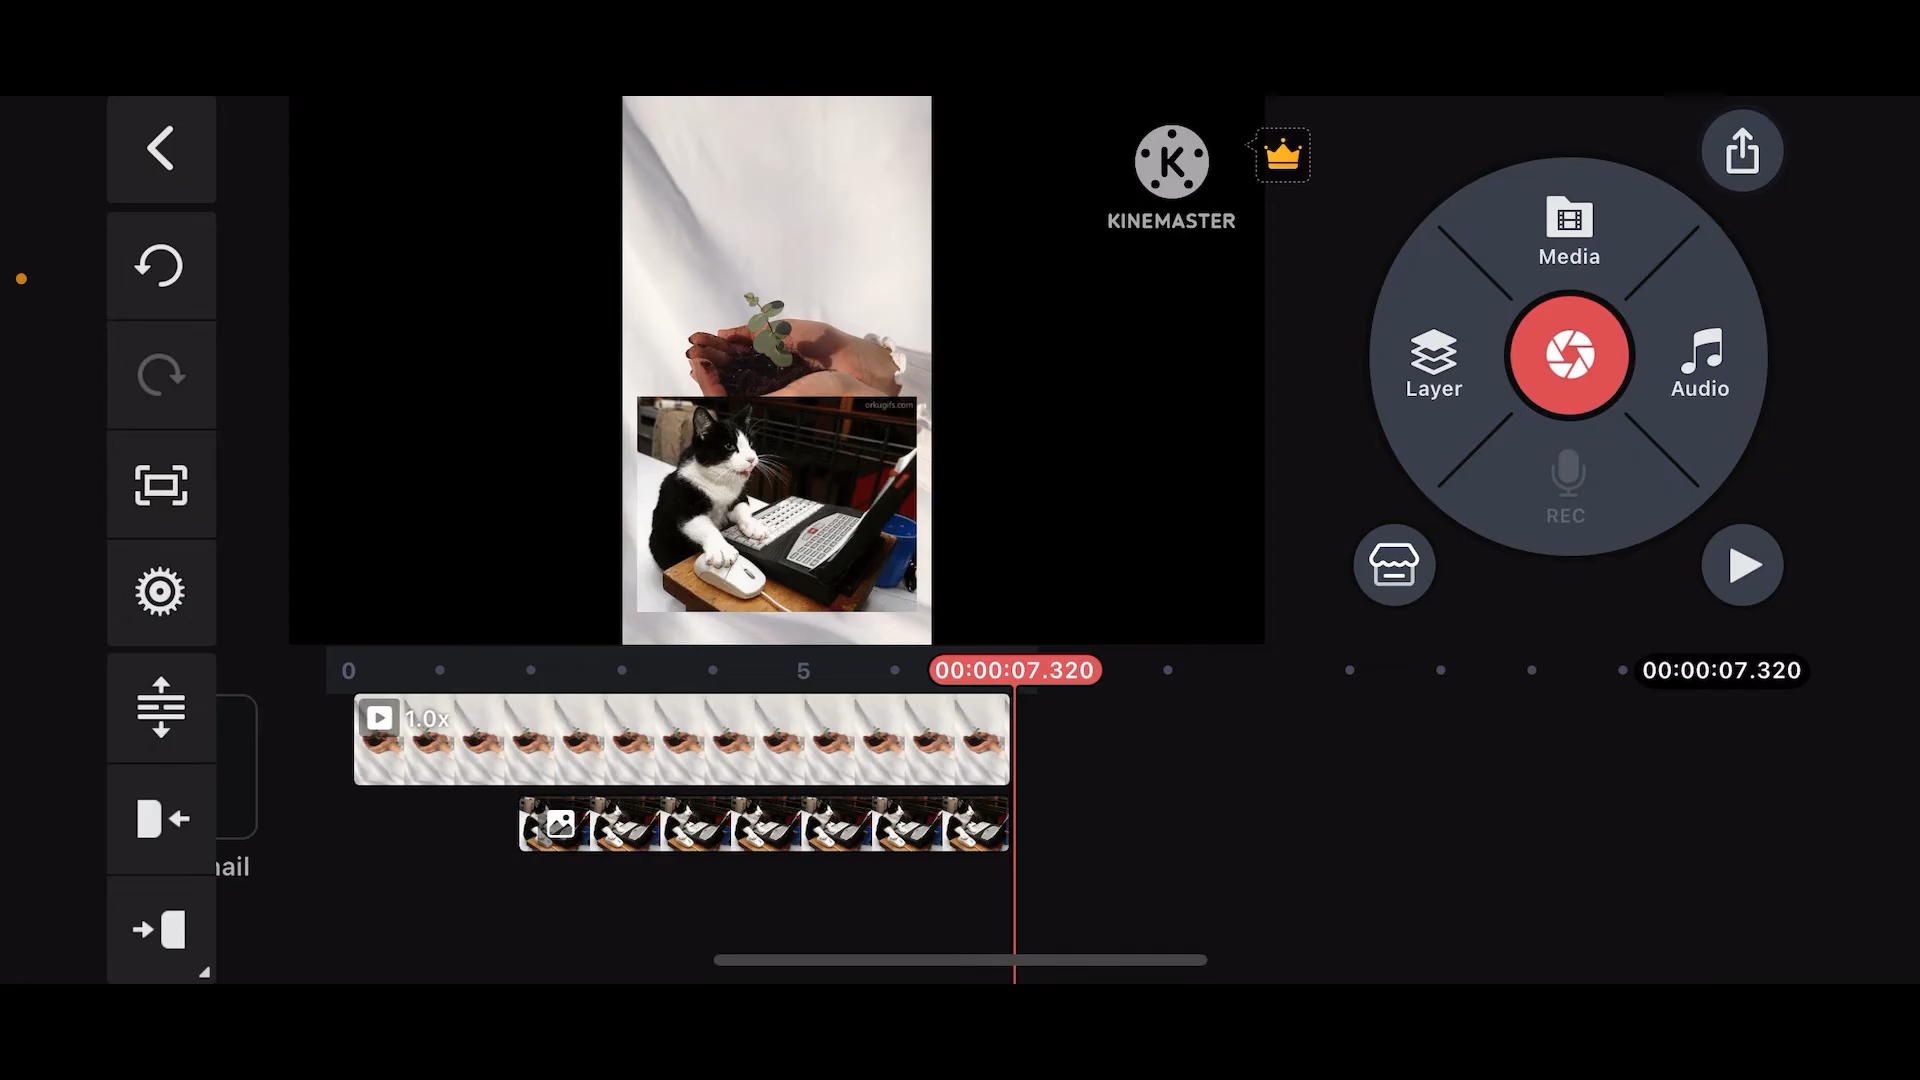 K
KINEMASTER
Media
Layer
Audio
REC
orkugifs.com
0
5
00:00:07.320
00:00:07.320
1.0x
ail